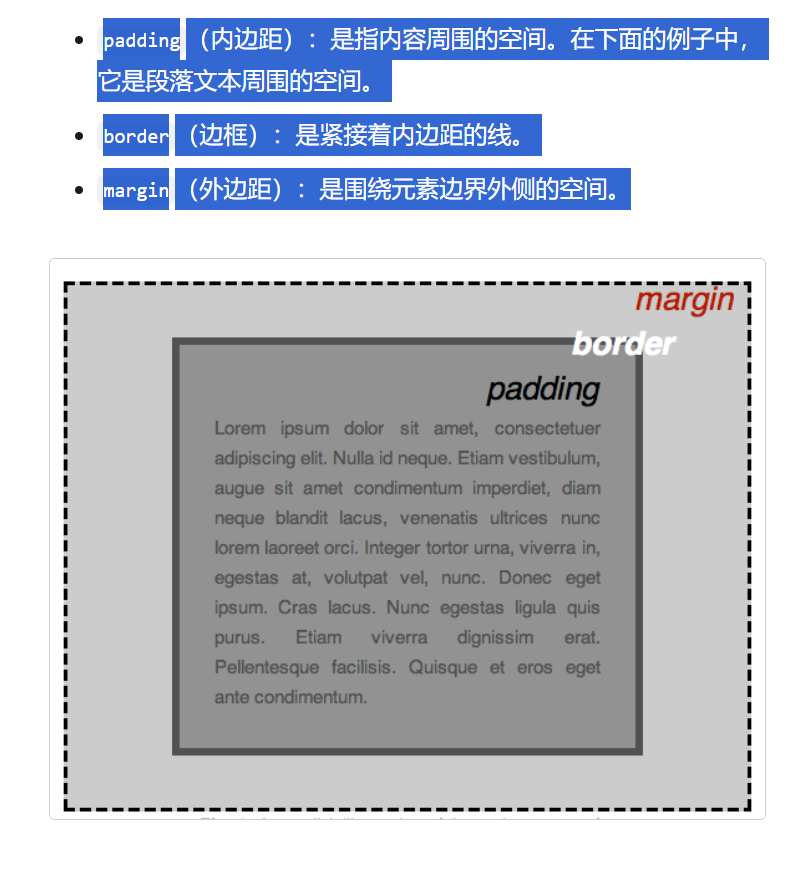 padding（内边距）：是指内容周围的空间。在下面的例子中，
它是段落文本周围的空间。
border（边框）：是紧接着内边距的线。
margin（外边距）：是围绕元素边界外侧的空间。
margin
border
padding
Lorem ipsum dolor sit amet, consectetuer
adipiscing elit. Nulla id neque. Etiam vestibulum,
augue sit amet condimentum imperdiet, diam
neque blandit lacus, venenatis ultrices nunc
lorem laoreet orci. Integer tortor urna, viverra in,
egestas at, volutpat vel, nunc. Donec eget
ipsum. Cras lacus. Nunc egestas ligula quis
purus. Etiam viverra dignissim erat.
Pellentesque facilisis. Quisque et eros eget
ante condimentum.